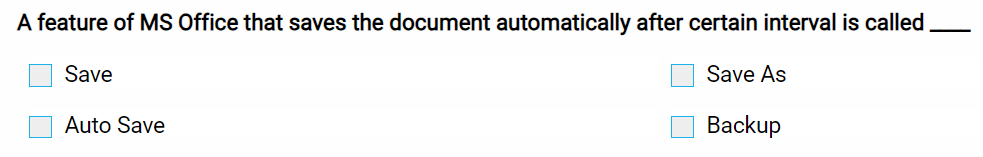 A feature of MS Office that saves the document automatically after certain interval is called ____
Save Save As
Auto Save Backup